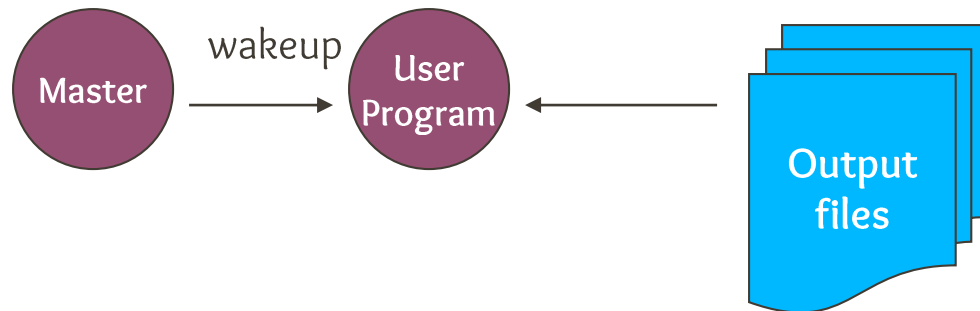 Master
wakeup
User
Program
Output
files